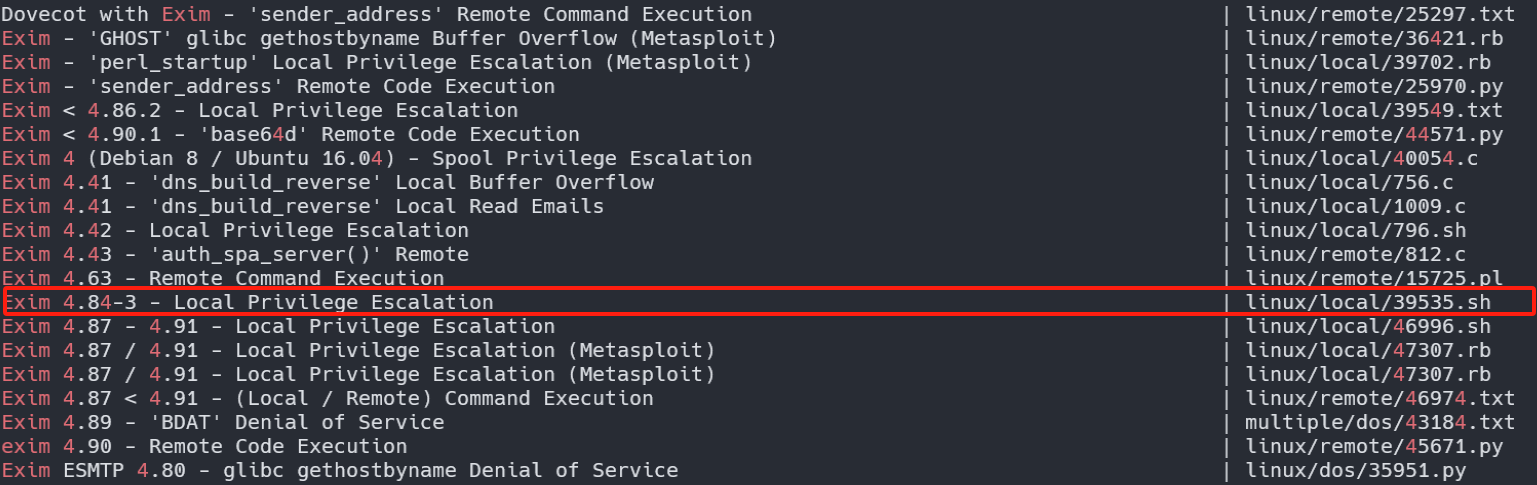 Dovecot with Exim - 'sender_address' Remote Command Execution | linux/remote/25297.txt
Exim - 'GHOST' glibc gethostbyname Buffer Overflow (Metasploit) | linux/remote/36421.rb
Exim - 'perl_startup' Local Privilege Escalation (Metasploit) | linux/local/39702.rb
Exim - 'sender_address' Remote Code Execution | linux/remote/25970.py
Exim < 4.86.2 - Local Privilege Escalation | linux/local/39549.txt
Exim < 4.90.1 - 'base64d' Remote Code Execution | linux/remote/44571.py
Exim 4 (Debian 8 / Ubuntu 16.04) - Spool Privilege Escalation | linux/local/40054.c
Exim 4.41 - 'dns_build_reverse' Local Buffer Overflow | linux/local/756.c
Exim 4.41 - 'dns_build_reverse' Local Read Emails | linux/local/1009.c
Exim 4.42 - Local Privilege Escalation | linux/local/796.sh
Exim 4.43 - 'auth_spa_server()' Remote | linux/remote/812.c
Exim 4.63 - Remote Command Execution | linux/remote/15725.pl
Exim 4.84-3 - Local Privilege Escalation | linux/local/39535.sh
Exim 4.87 - 4.91 - Local Privilege Escalation | linux/local/46996.sh
Exim 4.87 / 4.91 - Local Privilege Escalation (Metasploit) | linux/local/47307.rb
Exim 4.87 / 4.91 - Local Privilege Escalation (Metasploit) | linux/local/47307.rb
Exim 4.87 < 4.91 - (Local / Remote) Command Execution | linux/remote/46974.txt
Exim 4.89 - 'BDAT' Denial of Service | multiple/dos/43184.txt
exim 4.90 - Remote Code Execution | linux/remote/45671.py
Exim ESMTP 4.80 - glibc gethostbyname Denial of Service | linux/dos/35951.py